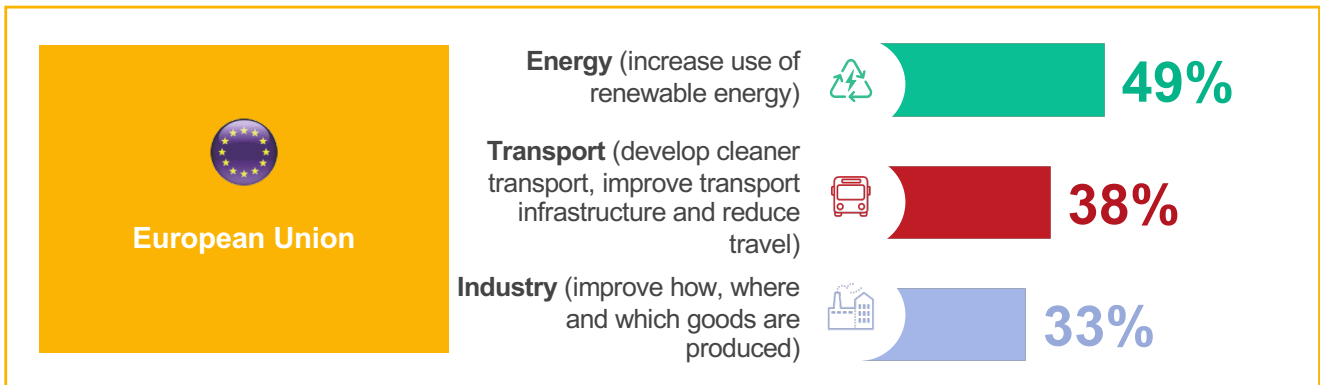 European Union
Energy (increase use of
renewable energy)
49%
Transport (develop cleaner
transport, improve transport
infrastructure and reduce
travel)
38%
Industry (improve how, where
and which goods are
produced)
33%